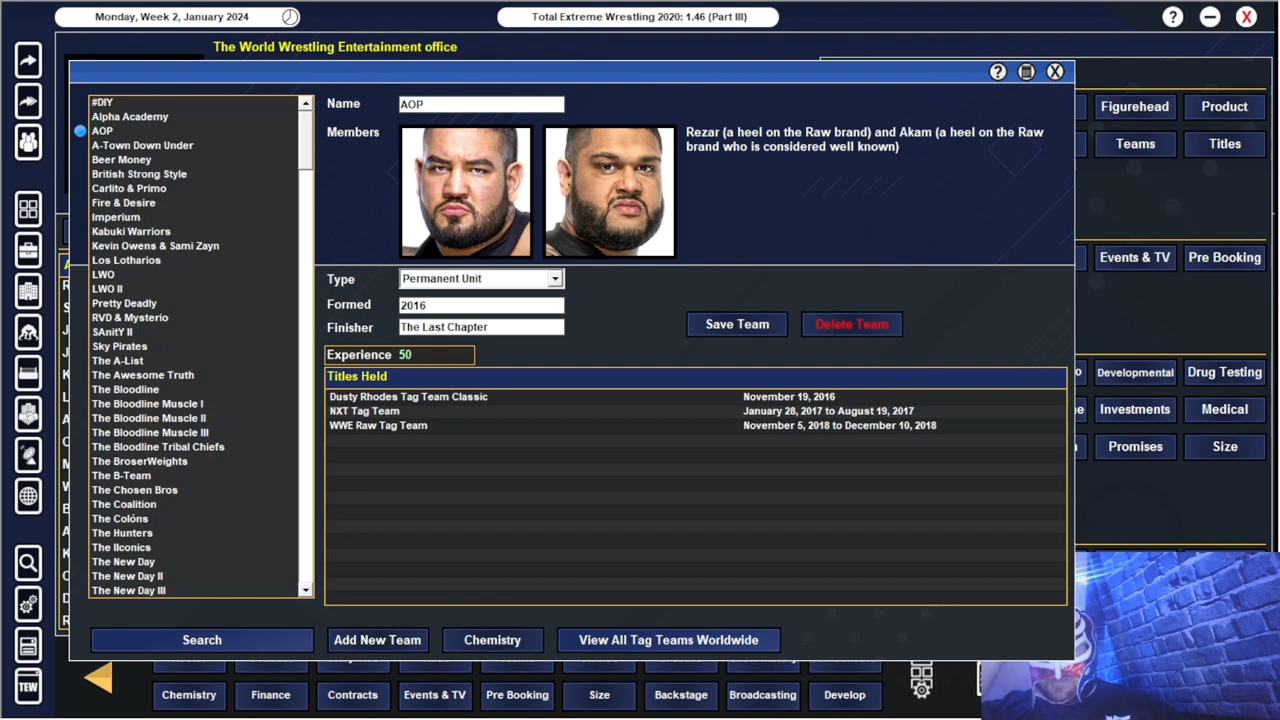 Monday, Week 2, January 2024
Total Extreme Wrestling 2020: 1.46 (Part III)
? X
The World Wrestling Entertainment office
? X
#DIY
Alpha Academy
AOP
A-Town Down Under
Beer Money
British Strong Style
Carlito & Primo
Fire & Desire
Imperium
Kabuki Warriors
Kevin Owens & Sami Zayn
Los Lotharios
LWO
LWO II
Pretty Deadly
RVD & Mysterio
SAnitY II
Sky Pirates
The A-List
The Awesome Truth
The Bloodline
The Bloodline Muscle I
The Bloodline Muscle II
The Bloodline Muscle III
The Bloodline Tribal Chiefs
The BroserWeights
The B-Team
The Chosen Bros
The Coalition
The Colóns
The Hunters
The IIconics
The New Day
The New Day II
The New Day III
Name AOP
Members
Rezar (a heel on the Raw brand) and Akam (a heel on the Raw
brand who is considered well known)
Type Permanent Unit
Formed 2016
Finisher The Last Chapter
Save Team Delete Team
Experience 50
Titles Held
Dusty Rhodes Tag Team Classic November 19, 2016
NXT Tag Team January 28, 2017 to August 19, 2017
WWE Raw Tag Team November 5, 2018 to December 10, 2018
Search Add New Team Chemistry View All Tag Teams Worldwide
Figurehead Product
Teams Titles
Events & TV Pre Booking
Developmental Drug Testing
Investments Medical
Promises Size
Chemistry Finance Contracts Events & TV Pre Booking Size Backstage Broadcasting Develop
TEW